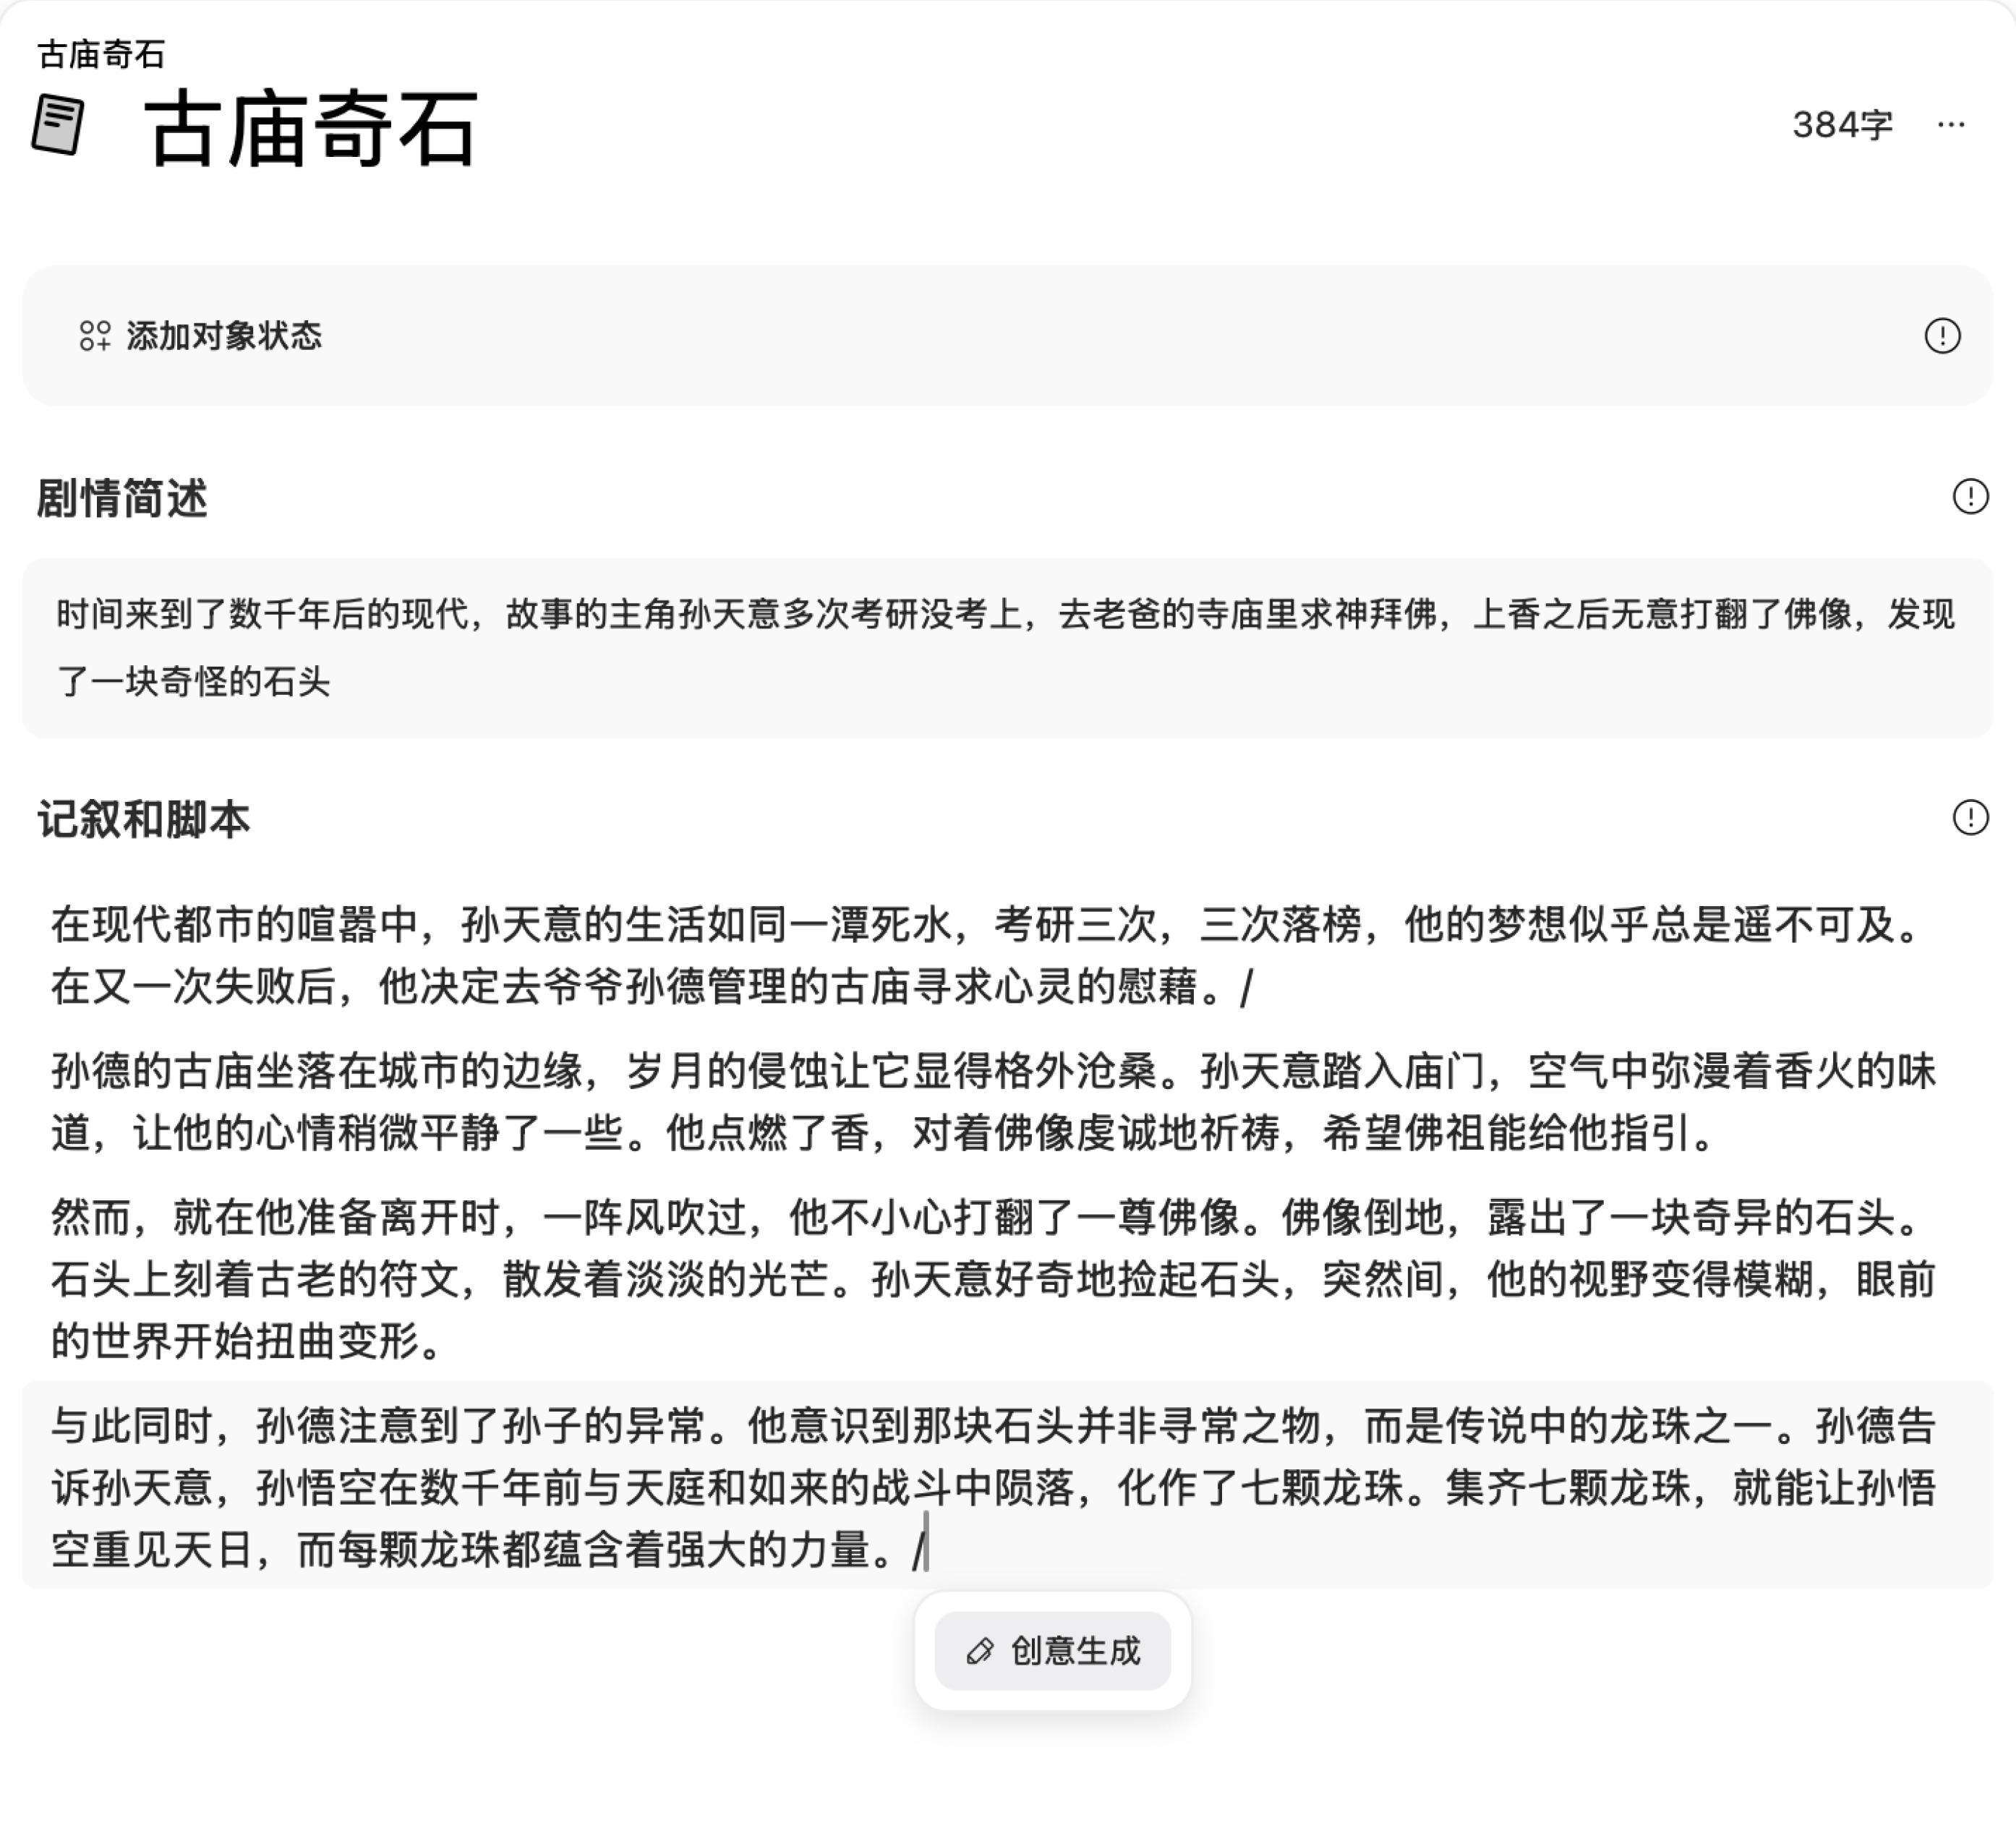 古庙奇石
古庙奇石
384字 ···
添加对象状态
剧情简述
时间来到了数千年后的现代，故事的主角孙天意多次考研没考上，去老爸的寺庙里求神拜佛，上香之后无意打翻了佛像，发现
了一块奇怪的石头
记叙和脚本
在现代都市的喧嚣中，孙天意的生活如同一潭死水，考研三次，三次落榜，他的梦想似乎总是遥不可及。
在又一次失败后，他决定去爷爷孙德管理的古庙寻求心灵的慰藉。/
孙德的古庙坐落在城市的边缘，岁月的侵蚀让它显得格外沧桑。孙天意踏入庙门，空气中弥漫着香火的味
道，让他的心情稍微平静了一些。他点燃了香，对着佛像虔诚地祈祷，希望佛祖能给他指引。
然而，就在他准备离开时，一阵风吹过，他不小心打翻了一尊佛像。佛像倒地，露出了一块奇异的石头。
石头上刻着古老的符文，散发着淡淡的光芒。孙天意好奇地捡起石头，突然间，他的视野变得模糊，眼前
的世界开始扭曲变形。
与此同时，孙德注意到了孙子的异常。他意识到那块石头并非寻常之物，而是传说中的龙珠之一。孙德告
诉孙天意，孙悟空在数千年前与天庭和如来的战斗中陨落，化作了七颗龙珠。集齐七颗龙珠，就能让孙悟
空重见天日，而每颗龙珠都蕴含着强大的力量。/
创意生成